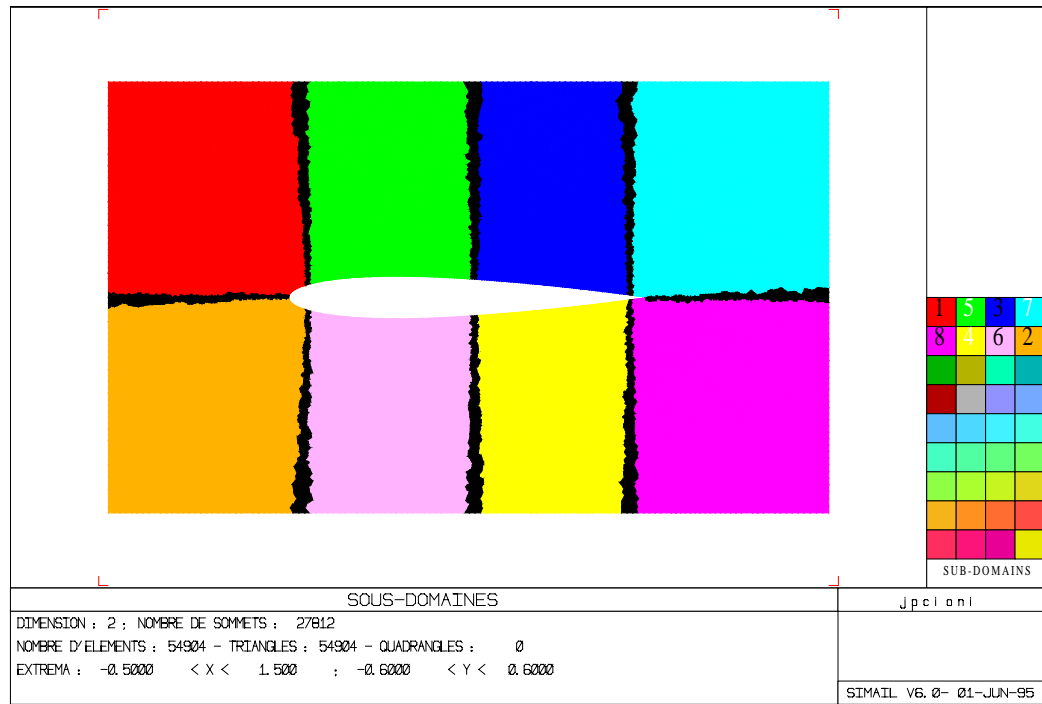 1 5 3 7
8 4 6 2
SUB-DOMAINS
SOUS-DOMAINES
jpcioni
DIMENSION : 2 ; NOMBRE DE SOMMETS : 27812
NOMBRE D'ELEMENTS : 54904 - TRIANGLES : 54904 - QUADRANGLES : 0
EXTREMA : -0.5000 < X < 1.500 ; -0.6000 < Y < 0.6000
SIMAIL V6.0- 01-JUN-95